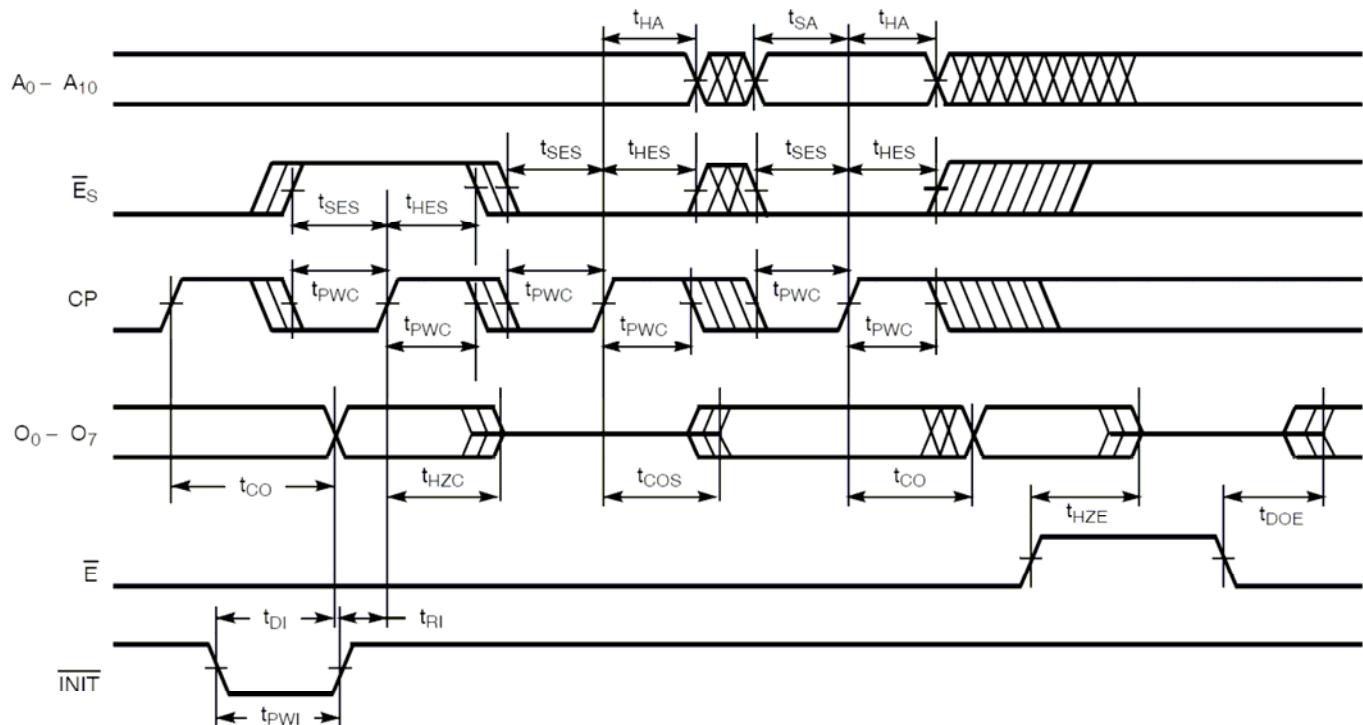 tHA tSA tHA
A0 – A10
tSES tHES tSES tHES
ES
tSES tHES
CP
tPWC tPWC tPWC
tPWC tPWC tPWC
O0 – O7
tCO tHZC tCOS tCO
tHZE tDOE
E
tDI tRI
INIT
tPWI